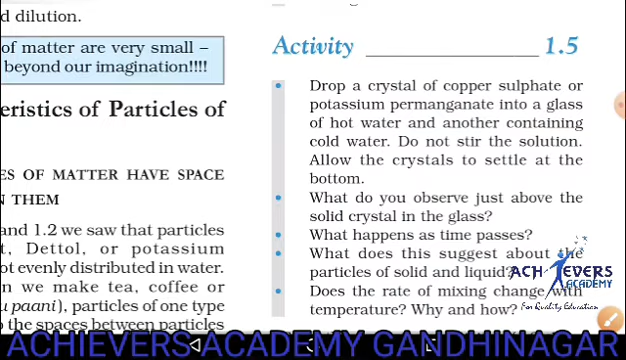 d dilution.
of matter are very small –
beyond our imagination!!!!
eristics of Particles of
ES OF MATTER HAVE SPACE
N THEM
and 1.2 we saw that particles
t, Dettol, or potassium
ot evenly distributed in water.
n we make tea, coffee or
u paani), particles of one type
o the spaces between particles
Activity 1.5
• Drop a crystal of copper sulphate or
potassium permanganate into a glass
of hot water and another containing
cold water. Do not stir the solution.
Allow the crystals to settle at the
bottom.
• What do you observe just above the
solid crystal in the glass?
• What happens as time passes?
• What does this suggest about the
particles of solid and liquid?
• Does the rate of mixing change with
temperature? Why and how?
ACHIEVERS
ACADEMY
For Quality Education
ACHIEVERS ACADEMY GANDHINAGAR